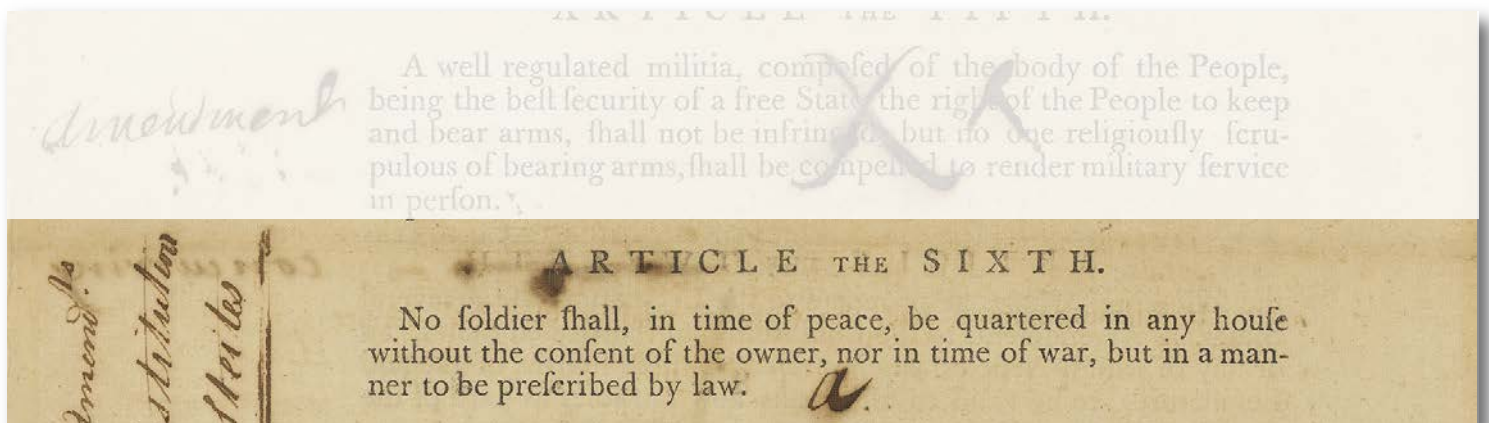 ARTICLE THE FIFTH.
A well regulated militia, composed of the body of the People,
being the beſt ſecurity of a free State, the right of the People to keep
and bear arms, ſhall not be infringed, but no one religiouſly ſcru-
pulous of bearing arms, ſhall be compelled to render military ſervice
in perſon.
amendment
ARTICLE THE SIXTH.
No ſoldier ſhall, in time of peace, be quartered in any houſe
without the conſent of the owner, nor in time of war, but in a man-
ner to be preſcribed by law.
a.